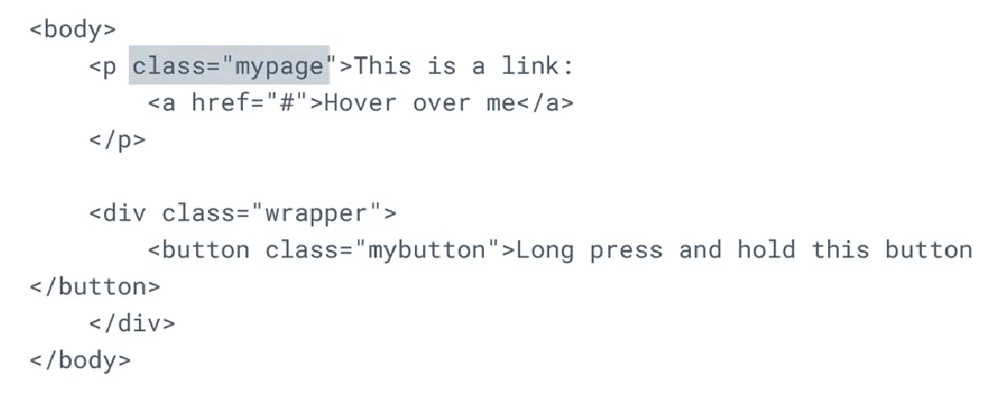 <body>
<p class="mypage">This is a link:
<a href="#">Hover over me</a>
</p>
<div class="wrapper">
<button class="mybutton">Long press and hold this button
</button>
</div>
</body>